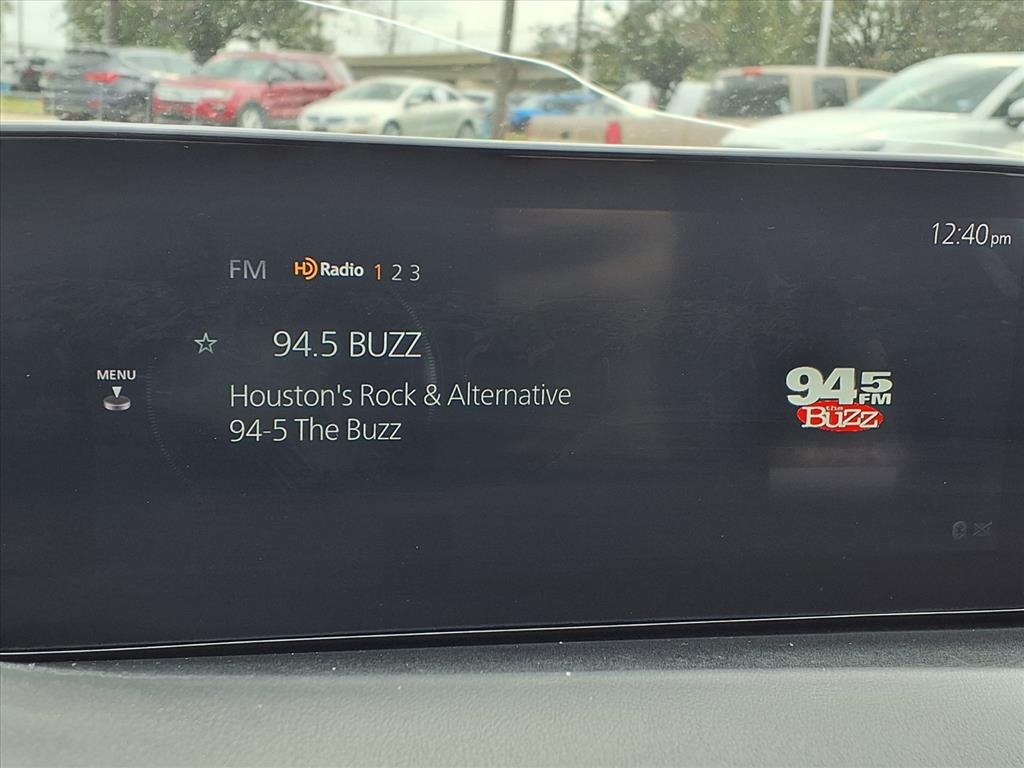 12:40pm
FM HD Radio 1 2 3
94.5 BUZZ
MENU
Houston's Rock & Alternative
94-5 The Buzz
94.5 FM
the Buzz